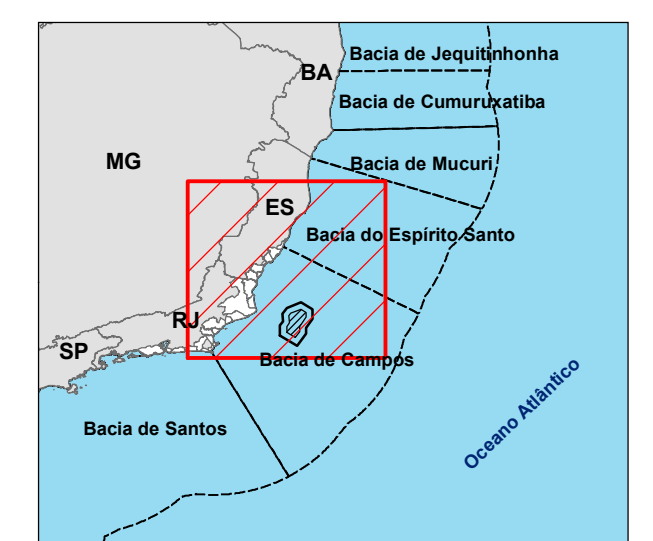 Bacia de Jequitinhonha
BA
Bacia de Cumuruxatiba
MG
Bacia de Mucuri
ES
Bacia do Espírito Santo
RJ
SP
Bacia de Campos
Oceano Atlântico
Bacia de Santos